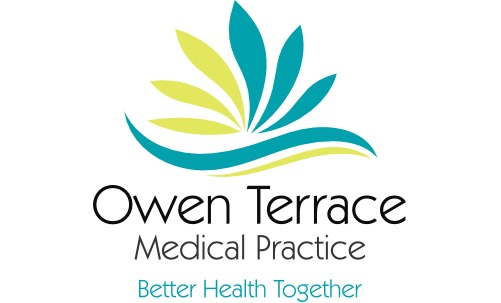 Owen Terrace
Medical Practice
Better Health Together